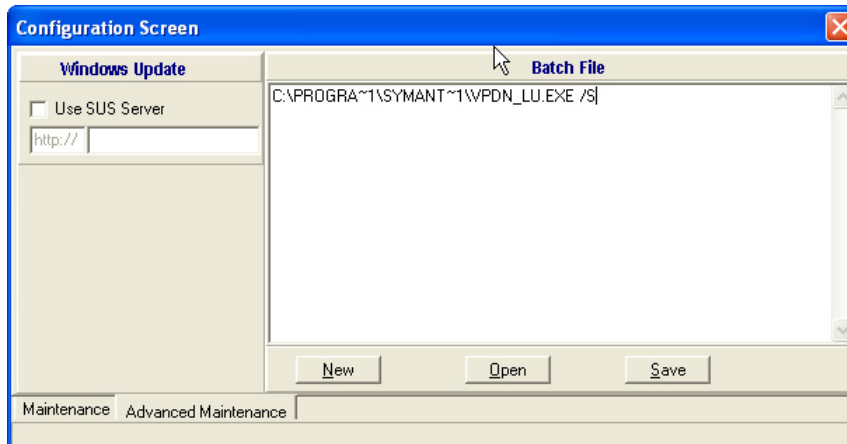 Configuration Screen
Windows Update
Use SUS Server
http://
Batch File
C:\PROGRA~1\SYMANT~1\VPDN_LU.EXE /S
New
Open
Save
Maintenance
Advanced Maintenance